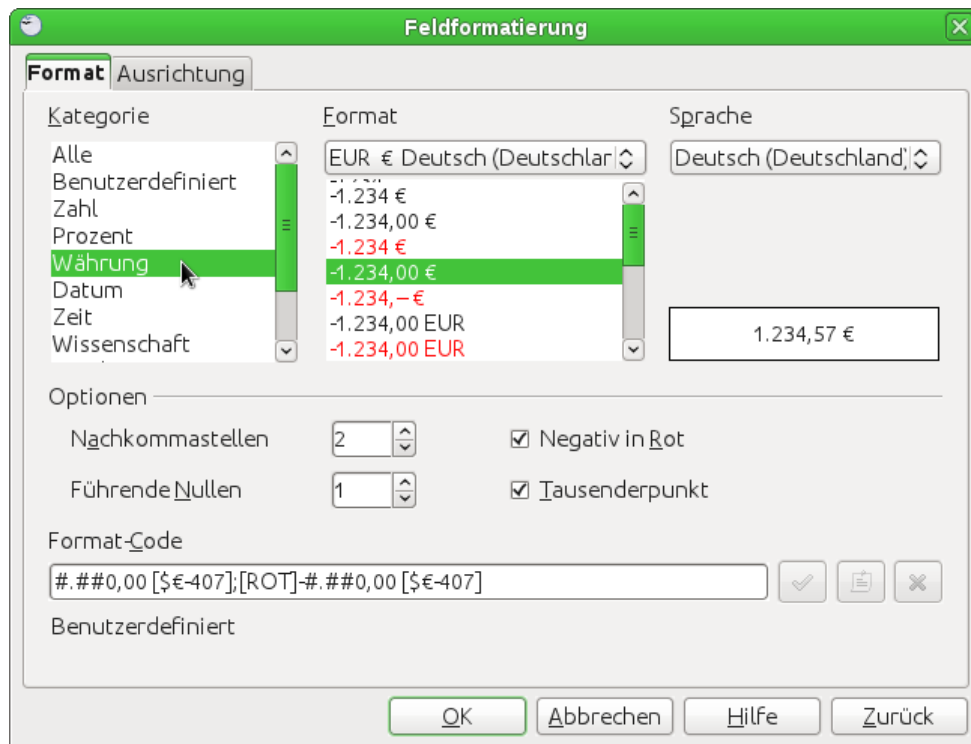 Feldformatierung
Format Ausrichtung
Kategorie
Alle
Benutzerdefiniert
Zahl
Prozent
Währung
Datum
Zeit
Wissenschaft
Format
EUR € Deutsch (Deutschlar
-1.234 €
-1.234,00 €
-1.234 €
-1.234,00 €
-1.234,-- €
-1.234,00 EUR
-1.234,00 EUR
Sprache
Deutsch (Deutschland)
1.234,57 €
Optionen
Nachkommastellen 2 Negativ in Rot
Führende Nullen 1 Tausenderpunkt
Format-Code
#.##0,00 [$€-407];[ROT]-#.##0,00 [$€-407]
Benutzerdefiniert
OK Abbrechen Hilfe Zurück